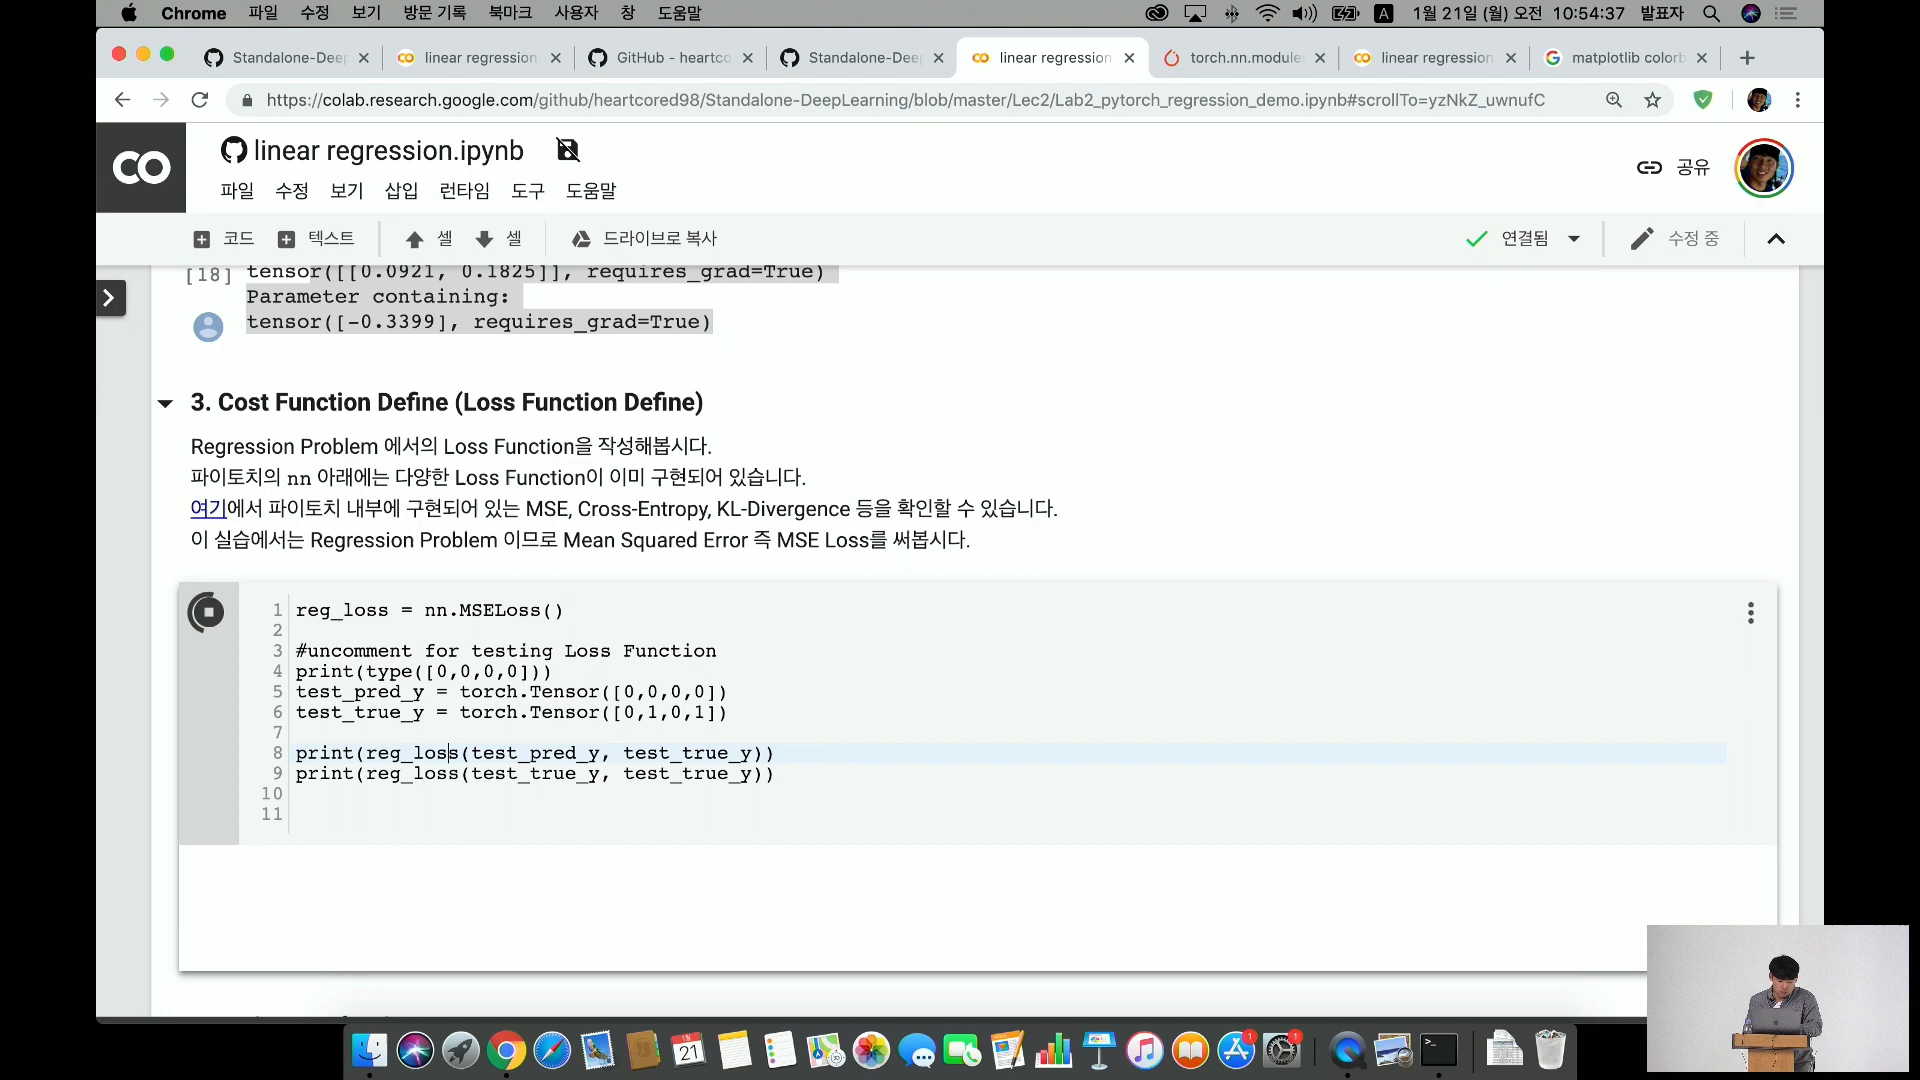 Chrome 파일 수정 보기 방문 기록 북마크 사용자 창 도움말 A 1월 21일 (월) 오전 10:54:37 발표자
Standalone-Deep linear regression GitHub - heartco Standalone-Deep linear regression torch.nn.module linear regression matplotlib colorb
https://colab.research.google.com/github/heartcored98/Standalone-DeepLearning/blob/master/Lec2/Lab2_pytorch_regression_demo.ipynb#scrollTo=yzNkZ_uwnufC
CO linear regression.ipynb
공유
파일 수정 보기 삽입 런타임 도구 도움말
코드 텍스트 셀 셀 드라이브로 복사 연결됨 수정 중
[18] tensor([[0.0921, 0.1825]], requires_grad=True)
Parameter containing:
tensor([-0.3399], requires_grad=True)
3. Cost Function Define (Loss Function Define)
Regression Problem 에서의 Loss Function을 작성해봅시다.
파이토치의 nn 아래에는 다양한 Loss Function이 이미 구현되어 있습니다.
여기에서 파이토치 내부에 구현되어 있는 MSE, Cross-Entropy, KL-Divergence 등을 확인할 수 있습니다.
이 실습에서는 Regression Problem 이므로 Mean Squared Error 즉 MSE Loss를 써봅시다.
1 reg_loss = nn.MSELoss()
2
3 #uncomment for testing Loss Function
4 print(type([0,0,0,0]))
5 test_pred_y = torch.Tensor([0,0,0,0])
6 test_true_y = torch.Tensor([0,1,0,1])
7
8 print(reg_loss(test_pred_y, test_true_y))
9 print(reg_loss(test_true_y, test_true_y))
10
11
21 1 1